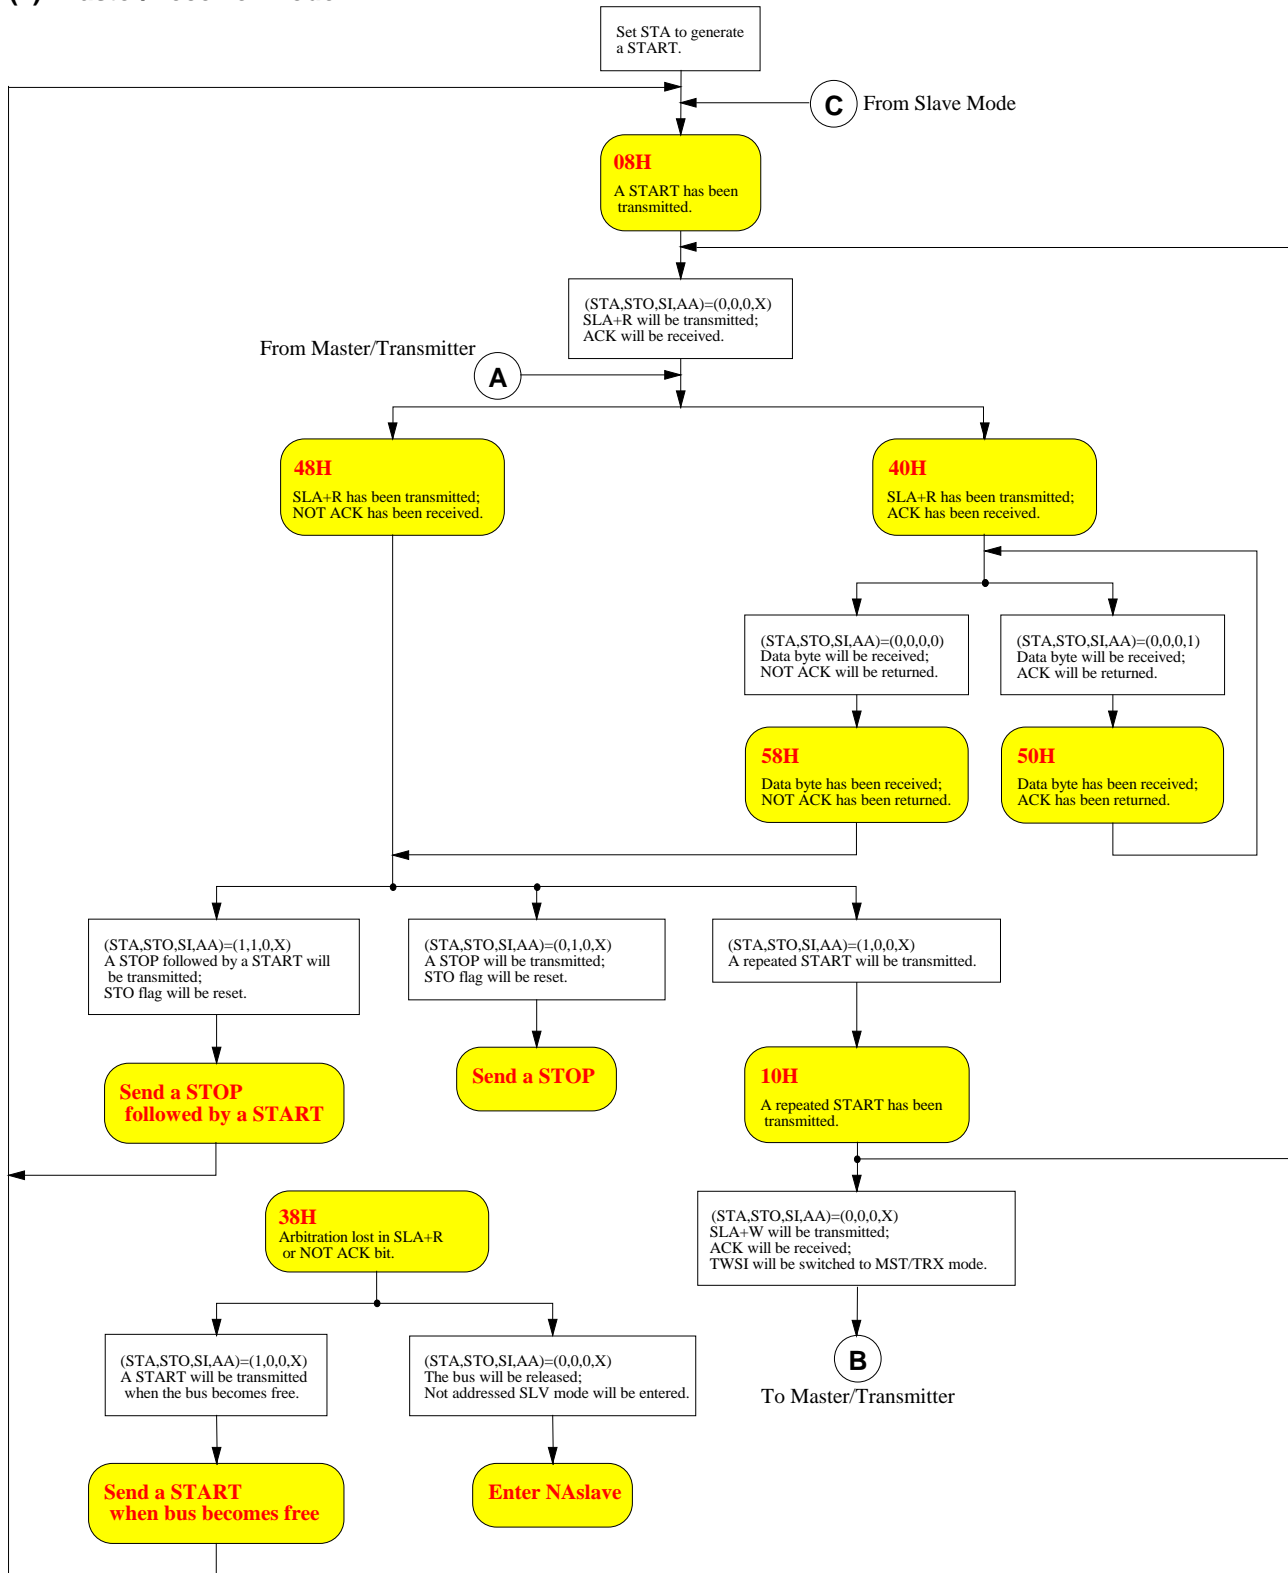 Set STA to generate
a START.
C
From Slave Mode
08H
A START has been
transmitted.
(STA,STO,SI,AA)=(0,0,0,X)
SLA+R will be transmitted;
ACK will be received.
From Master/Transmitter
A
48H
SLA+R has been transmitted;
NOT ACK has been received.
40H
SLA+R has been transmitted;
ACK has been received.
(STA,STO,SI,AA)=(0,0,0,0)
Data byte will be received;
NOT ACK will be returned.
(STA,STO,SI,AA)=(0,0,0,1)
Data byte will be received;
ACK will be returned.
58H
Data byte has been received;
NOT ACK has been returned.
50H
Data byte has been received;
ACK has been returned.
(STA,STO,SI,AA)=(1,1,0,X)
A STOP followed by a START will
be transmitted;
STO flag will be reset.
(STA,STO,SI,AA)=(0,1,0,X)
A STOP will be transmitted;
STO flag will be reset.
(STA,STO,SI,AA)=(1,0,0,X)
A repeated START will be transmitted.
Send a STOP
followed by a START
Send a STOP
10H
A repeated START has been
transmitted.
38H
Arbitration lost in SLA+R
or NOT ACK bit.
(STA,STO,SI,AA)=(0,0,0,X)
SLA+W will be transmitted;
ACK will be received;
TWSI will be switched to MST/TRX mode.
(STA,STO,SI,AA)=(1,0,0,X)
A START will be transmitted
when the bus becomes free.
(STA,STO,SI,AA)=(0,0,0,X)
The bus will be released;
Not addressed SLV mode will be entered.
B
To Master/Transmitter
Send a START
when bus becomes free
Enter NAslave